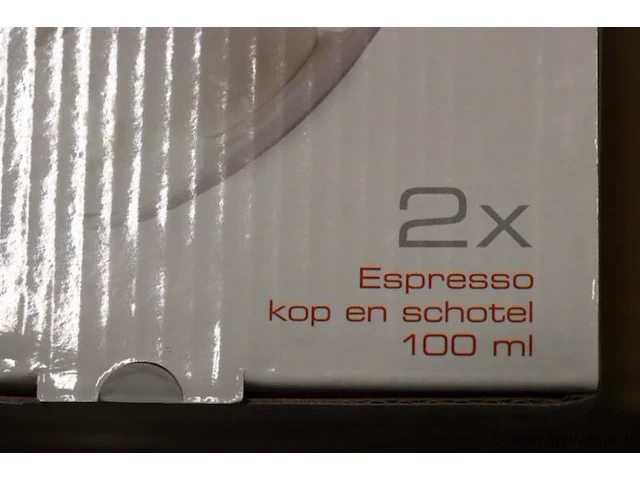 2x
Espresso
kop en schotel
100 ml